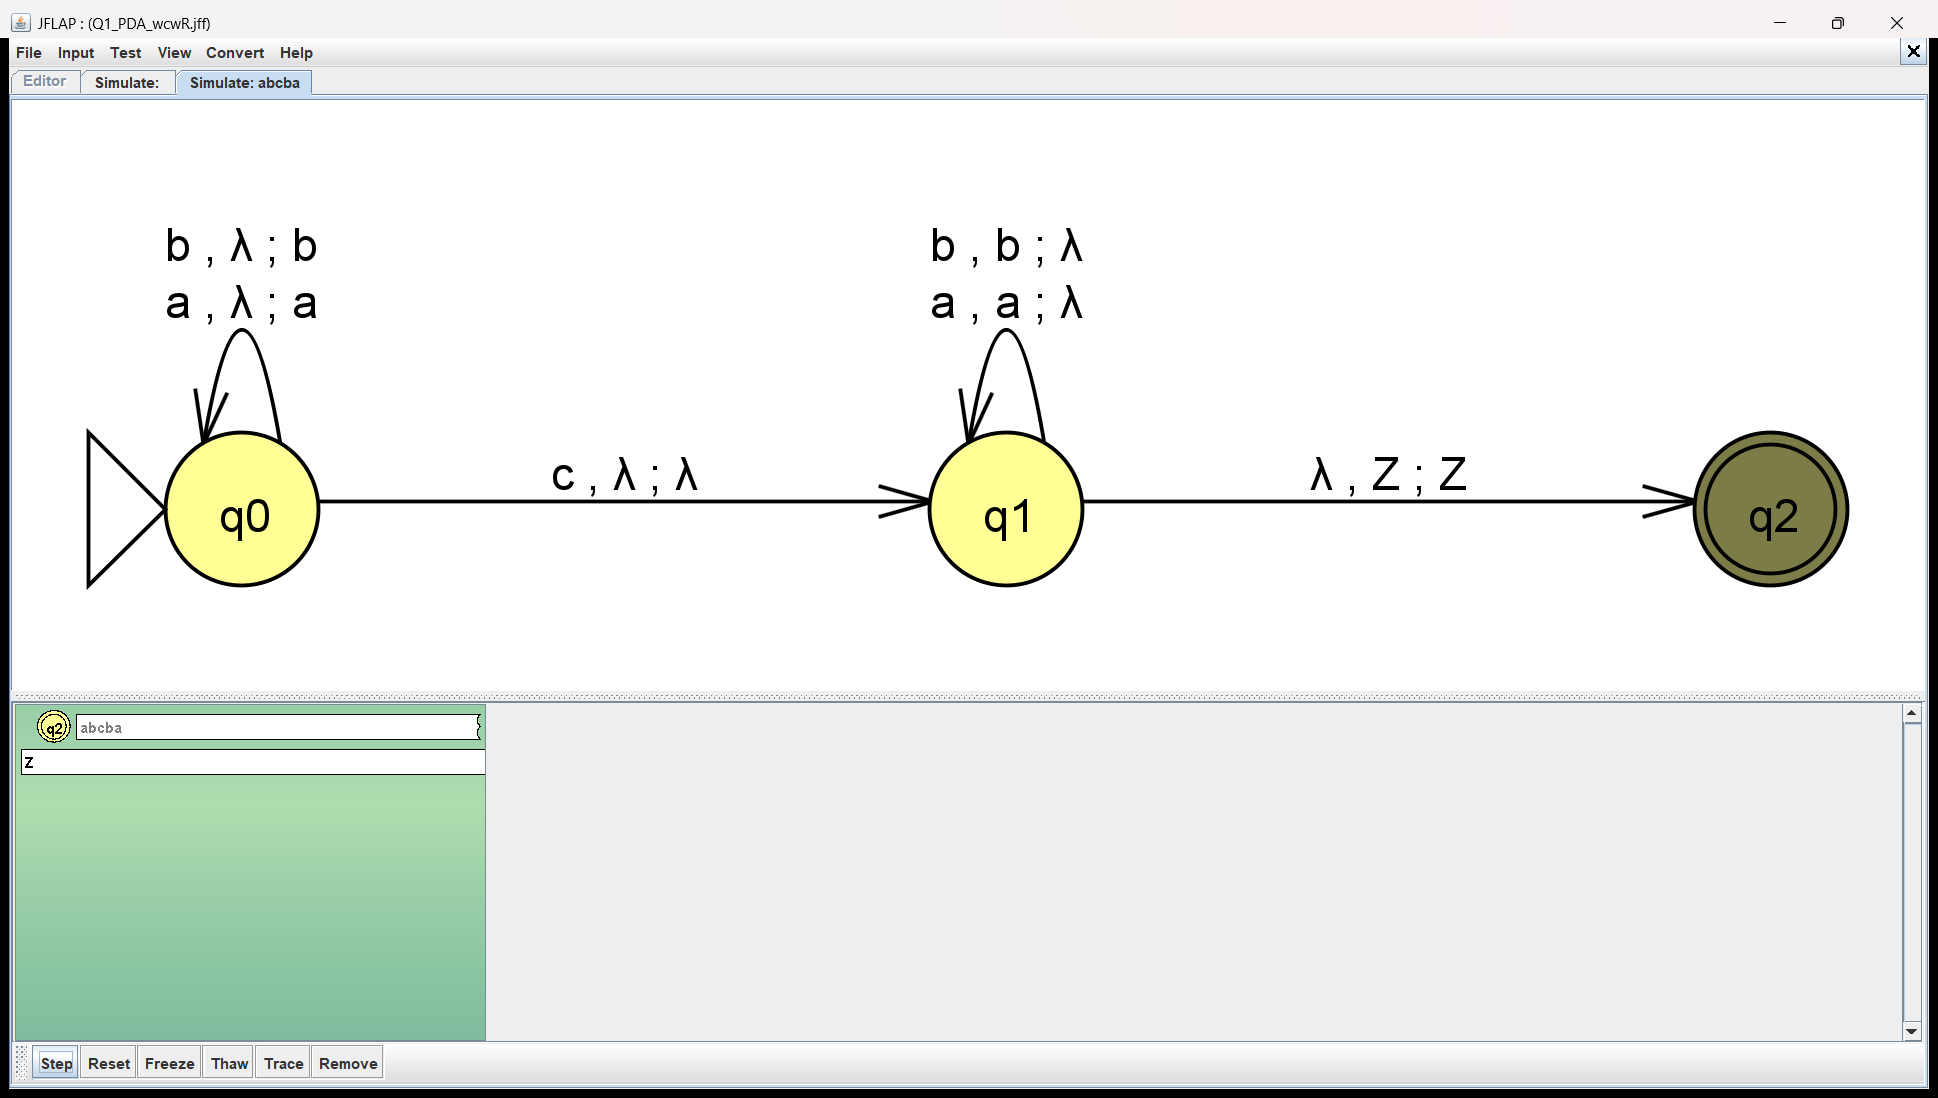 JFLAP : (Q1_PDA_wcwR.jff)
File Input Test View Convert Help
Editor Simulate: Simulate: abcba
b , λ ; b
a , λ ; a
b , b ; λ
a , a ; λ
c , λ ; λ
λ , Z ; Z
q0
q1
q2
q2 abcba
Z
Step Reset Freeze Thaw Trace Remove